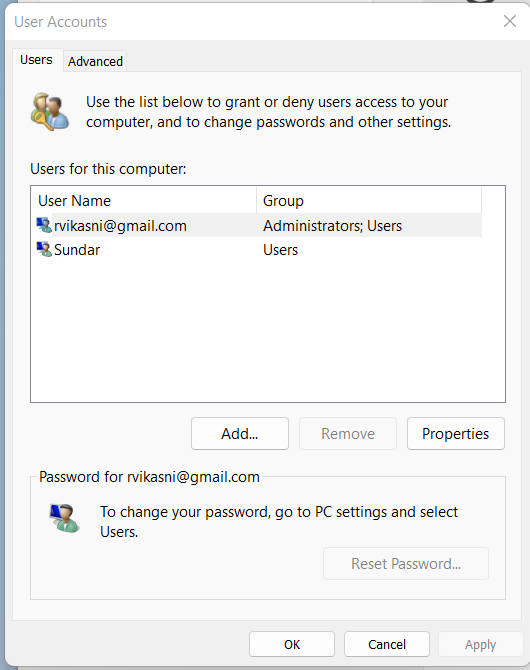 User Accounts
Users
Advanced
Use the list below to grant or deny users access to your
computer, and to change passwords and other settings.
Users for this computer:
User Name Group
rvikasni@gmail.com Administrators; Users
Sundar Users
Add... Remove Properties
Password for rvikasni@gmail.com
To change your password, go to PC settings and select
Users.
Reset Password...
OK Cancel Apply